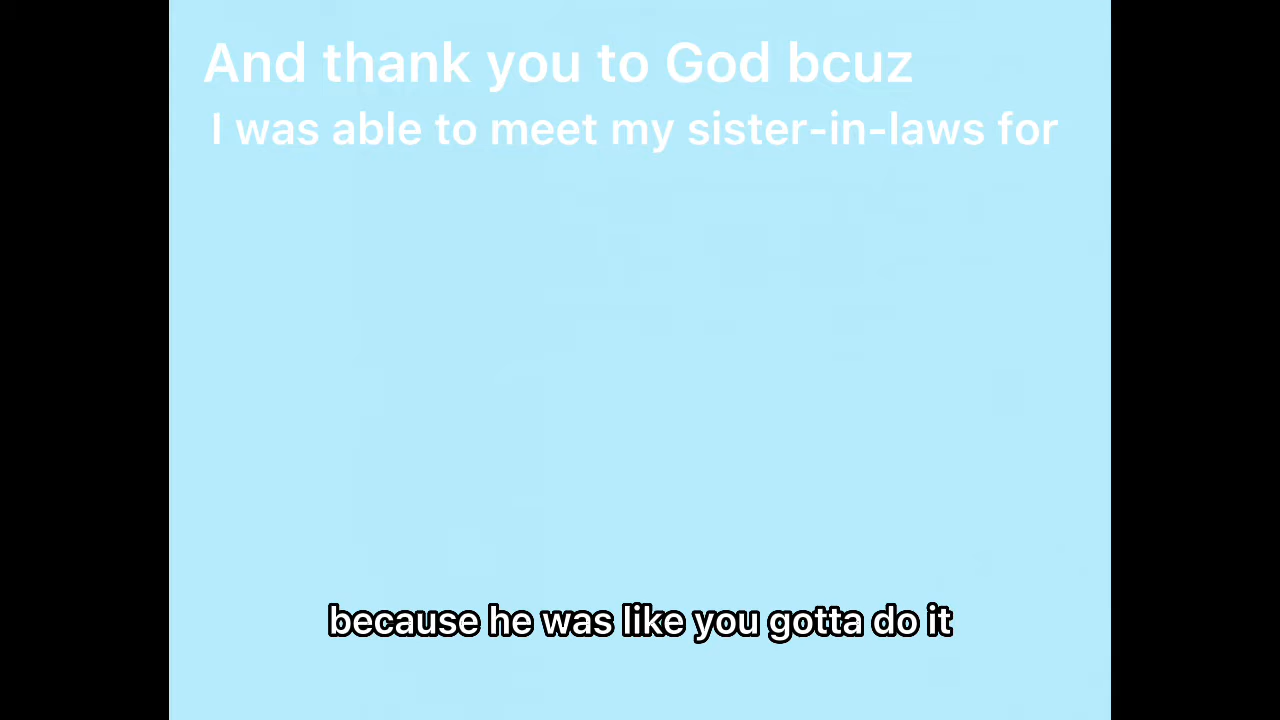 And thank you to God bcuz
I was able to meet my sister-in-laws for
because he was like you gotta do it